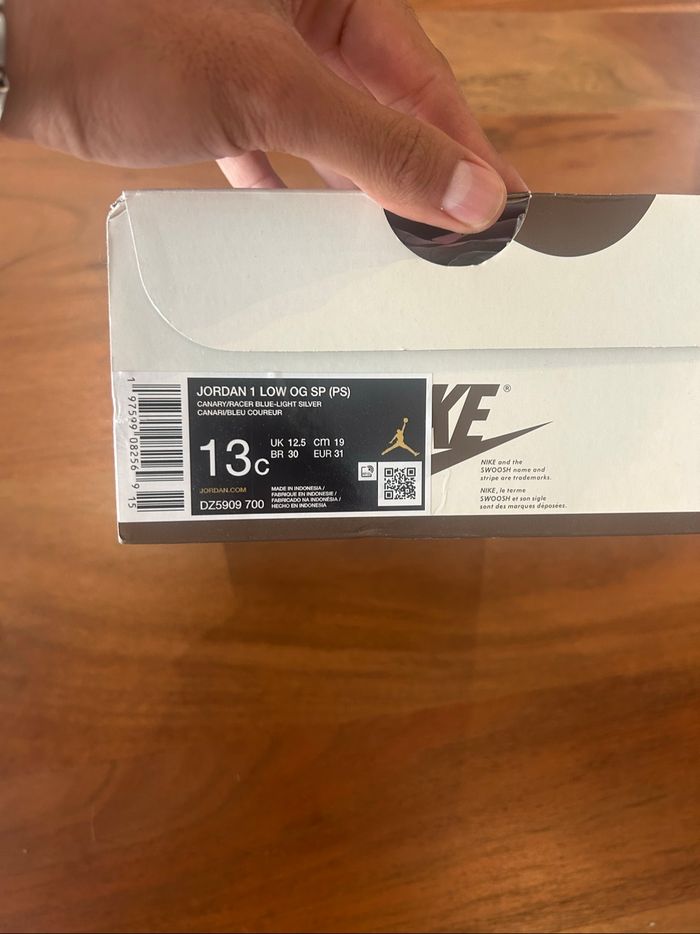 JORDAN 1 LOW OG SP (PS)
CANARY/RACER BLUE-LIGHT SILVER
CANARI/BLEU COUREUR
13C
UK 12.5 cm 19
BR 30 EUR 31
JORDAN.COM
DZ5909 700
MADE IN INDONESIA /
FABRIQUE EN INDONESIE /
FABRICADO NA INDONÉSIA /
HECHO EN INDONESIA
1 97599 08256 9 15
KE®
NIKE and the
SWOOSH name and
stripe are trademarks.
NIKE, le terme
SWOOSH et son sigle
sont des marques déposées.